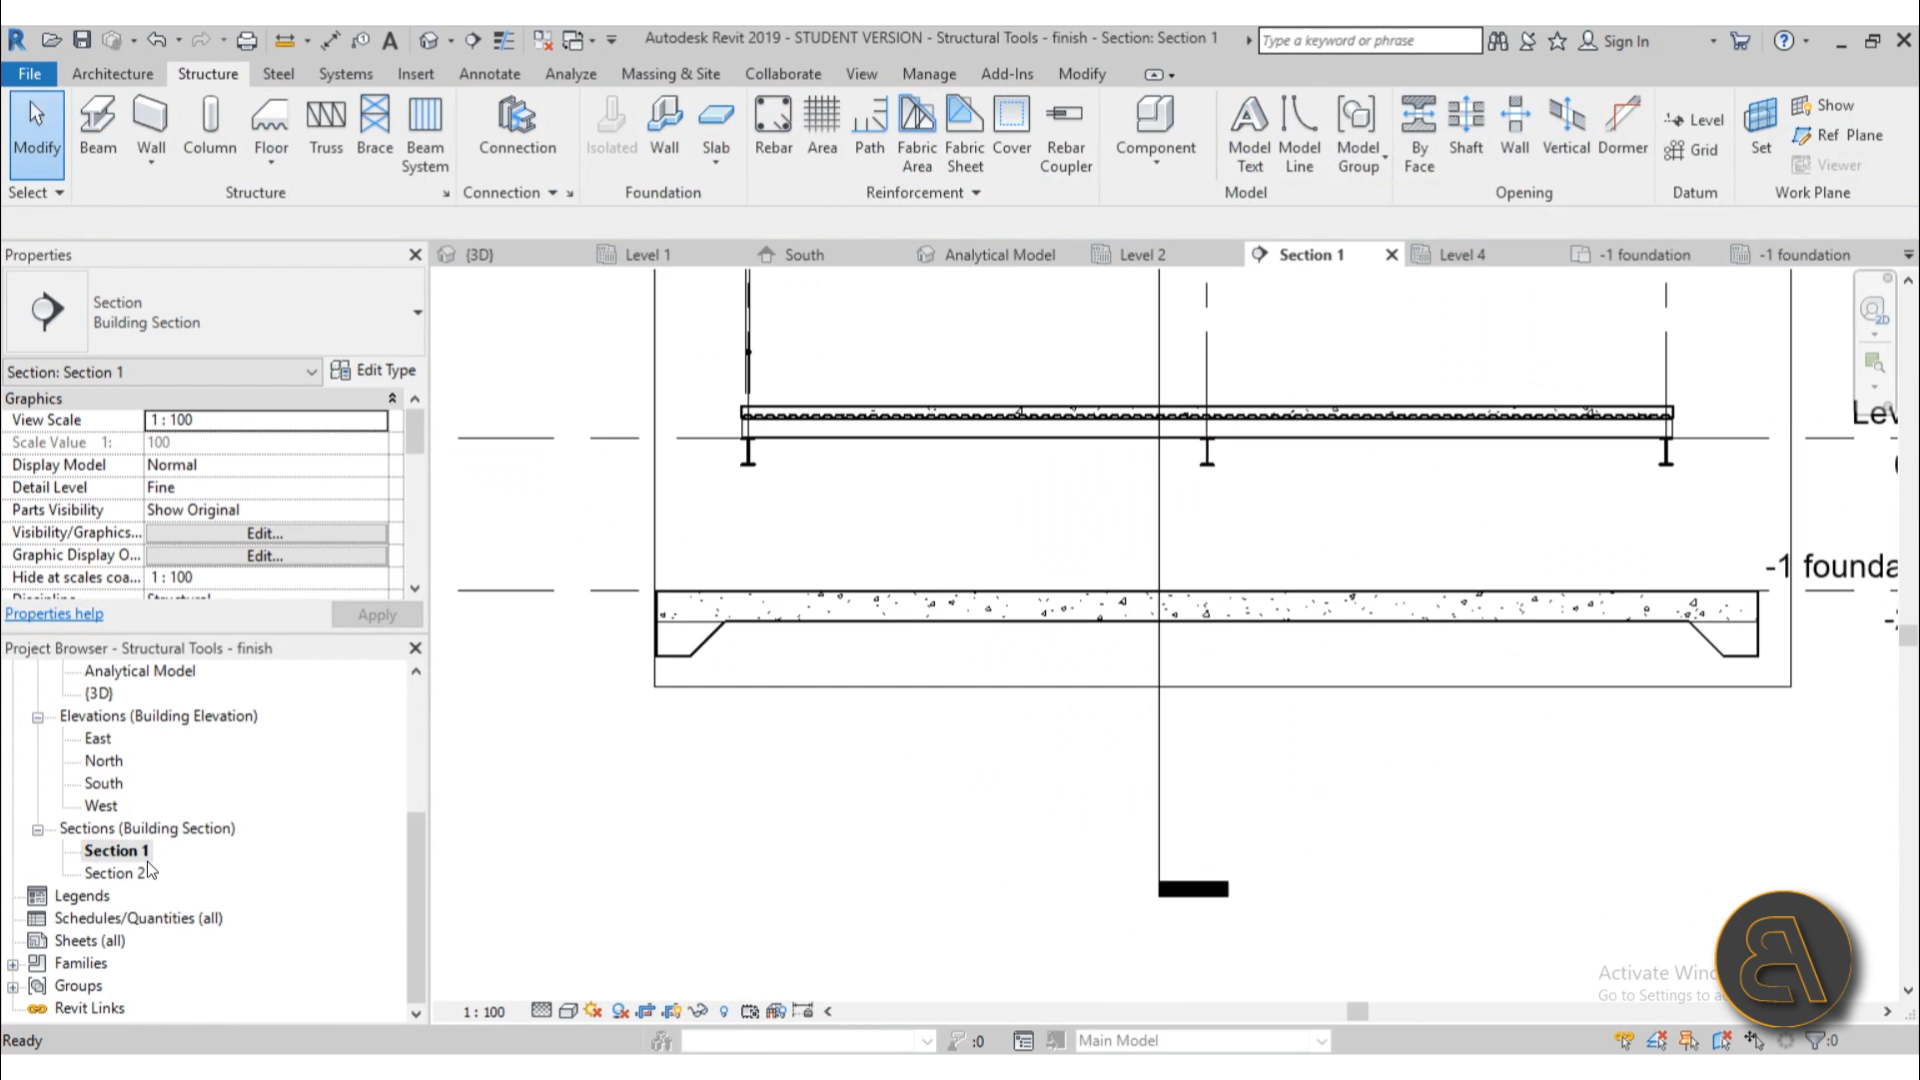 Autodesk Revit 2019 - STUDENT VERSION - Structural Tools - finish - Section: Section 1
Type a keyword or phrase
Sign In
File Architecture Structure Steel Systems Insert Annotate Analyze Massing & Site Collaborate View Manage Add-Ins Modify
Modify Beam Wall Column Floor Truss Brace Beam System Connection Isolated Wall Slab Rebar Area Path Fabric Area Fabric Sheet Cover Rebar Coupler Component Model Text Model Line Model Group By Face Shaft Wall Vertical Dormer Level Grid Set Show Ref Plane Viewer
Select Structure Connection Foundation Reinforcement Model Opening Datum Work Plane
Properties
{3D} Level 1 South Analytical Model Level 2 Section 1 Level 4 -1 foundation -1 foundation
Section
Building Section
Section: Section 1 Edit Type
Graphics
View Scale 1 : 100
Scale Value 1: 100
Display Model Normal
Detail Level Fine
Parts Visibility Show Original
Visibility/Graphics... Edit...
Graphic Display O... Edit...
Hide at scales coa... 1 : 100
Properties help Apply
Project Browser - Structural Tools - finish
Analytical Model
{3D}
Elevations (Building Elevation)
East
North
South
West
Sections (Building Section)
Section 1
Section 2
Legends
Schedules/Quantities (all)
Sheets (all)
Families
Groups
Revit Links
Lev
-1 founda
2D
Activate Wind
Go to Settings to a
1 : 100
Ready
:0
Main Model
:0